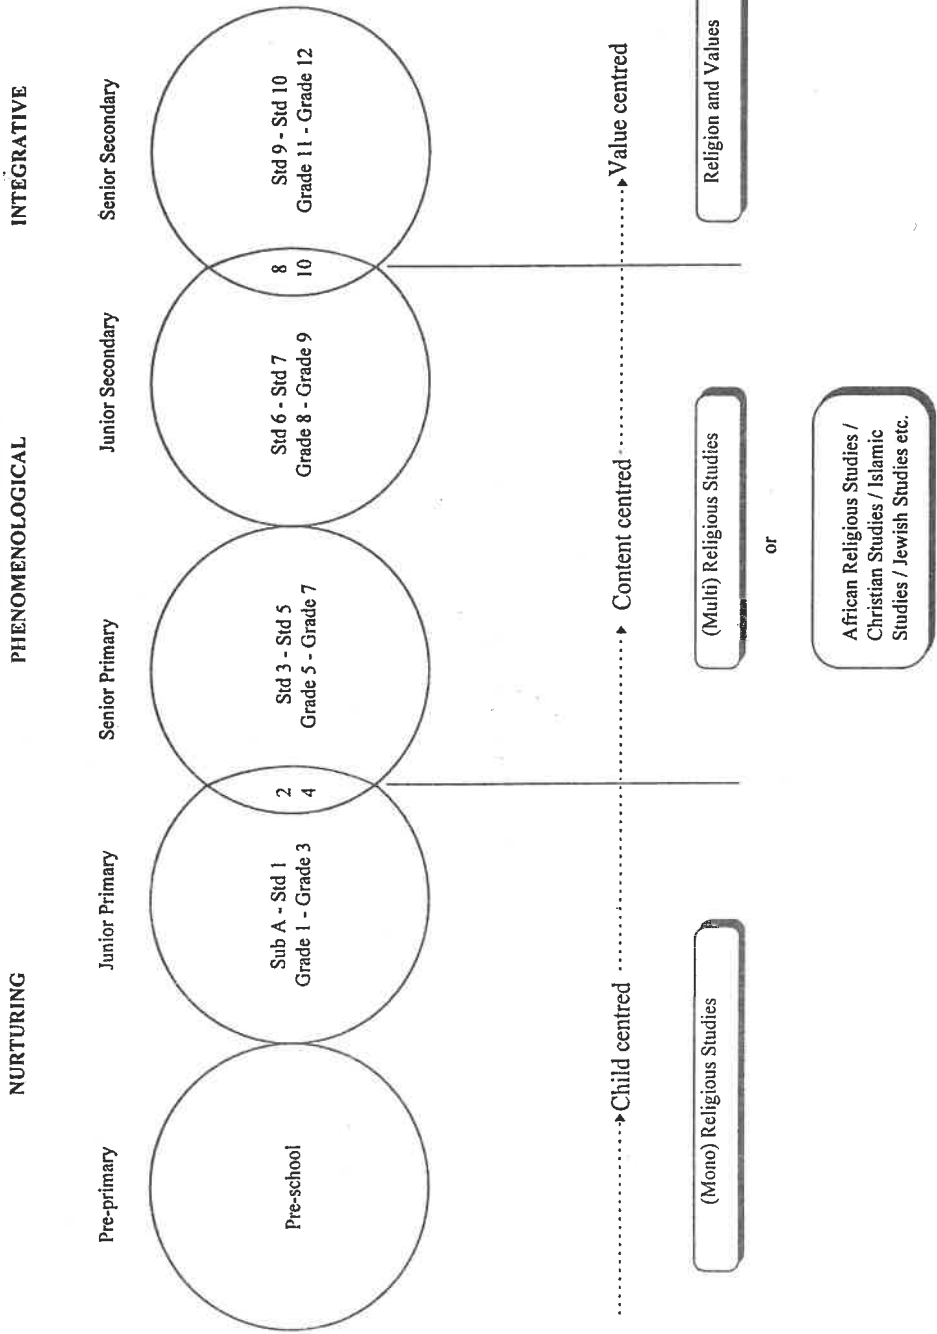 NURTURING
PHENOMENOLOGICAL
INTEGRATIVE
Pre-primary
Junior Primary
Senior Primary
Junior Secondary
Senior Secondary
Pre-school
Sub A - Std 1
Grade 1 - Grade 3
2
4
Std 3 - Std 5
Grade 5 - Grade 7
Std 6 - Std 7
Grade 8 - Grade 9
8
10
Std 9 - Std 10
Grade 11 - Grade 12
Child centred
Content centred
Value centred
(Mono) Religious Studies
(Multi) Religious Studies
Religion and Values
or
African Religious Studies /
Christian Studies / Islamic
Studies / Jewish Studies etc.